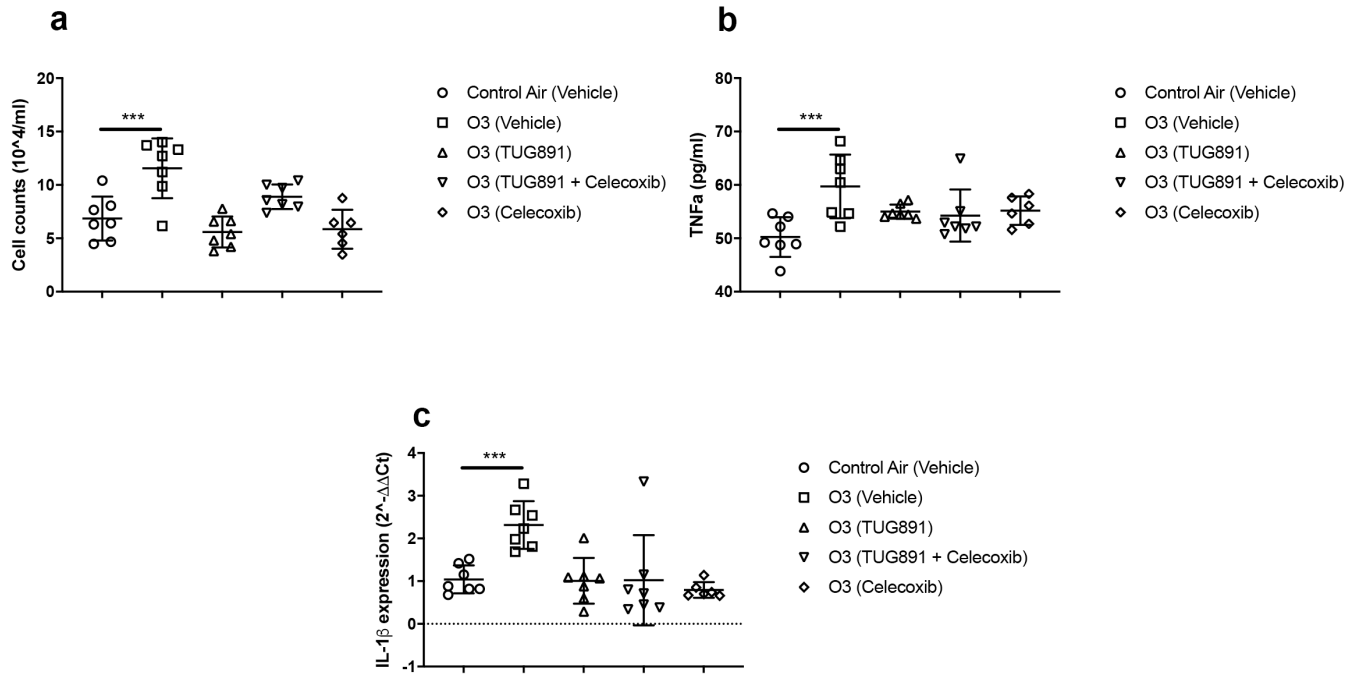 a
Cell counts (10^4/ml)
20
15
10
5
0
***
Control Air (Vehicle)
O3 (Vehicle)
O3 (TUG891)
O3 (TUG891 + Celecoxib)
O3 (Celecoxib)
b
TNFa (pg/ml)
80
70
60
50
40
***
Control Air (Vehicle)
O3 (Vehicle)
O3 (TUG891)
O3 (TUG891 + Celecoxib)
O3 (Celecoxib)
c
IL-1β expression (2^-ΔΔCt)
4
3
2
1
0
-1
***
Control Air (Vehicle)
O3 (Vehicle)
O3 (TUG891)
O3 (TUG891 + Celecoxib)
O3 (Celecoxib)